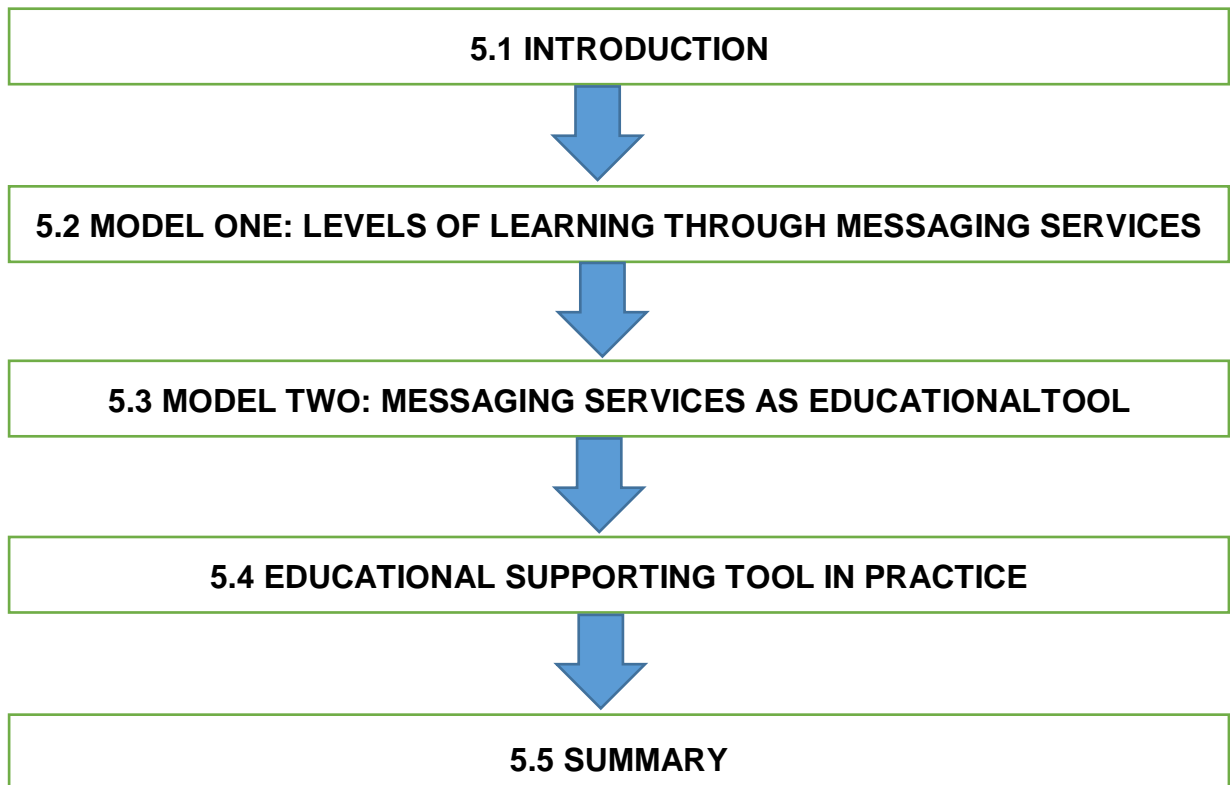 5.1 INTRODUCTION
5.2 MODEL ONE: LEVELS OF LEARNING THROUGH MESSAGING SERVICES
5.3 MODEL TWO: MESSAGING SERVICES AS EDUCATIONALTOOL
5.4 EDUCATIONAL SUPPORTING TOOL IN PRACTICE
5.5 SUMMARY